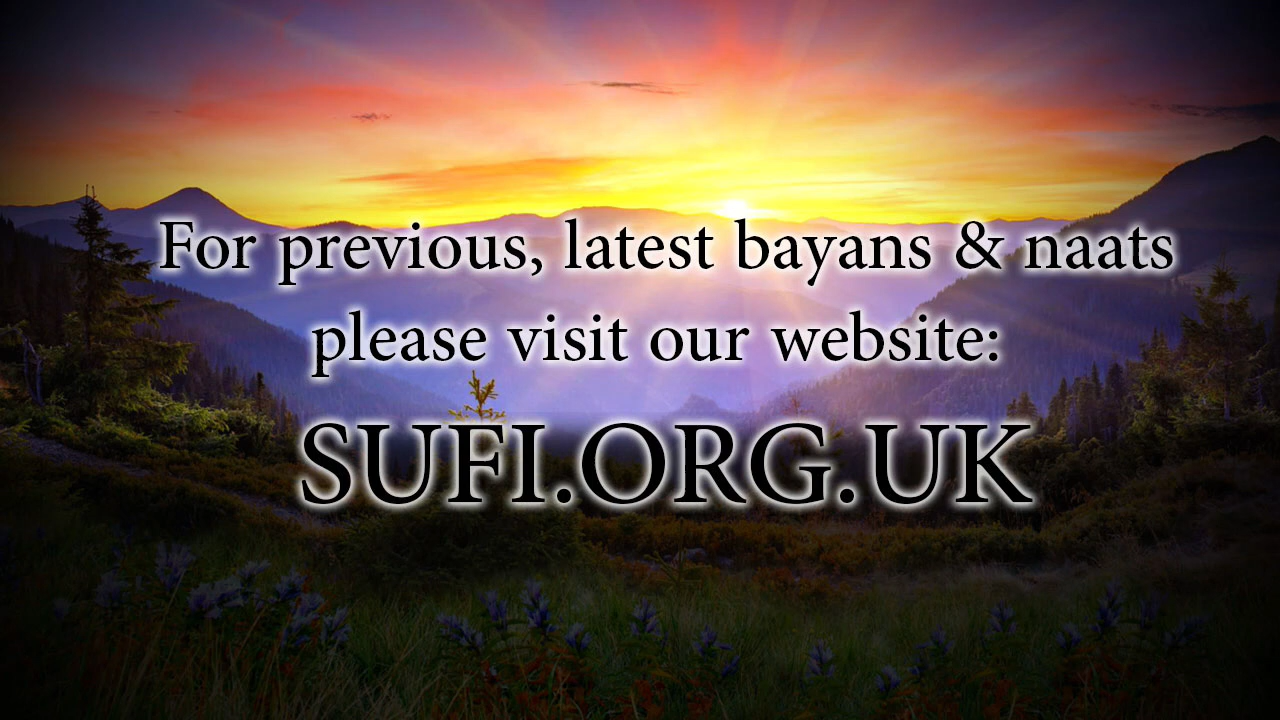 For previous, latest bayans & naats
please visit our website:
SUFI.ORG.UK